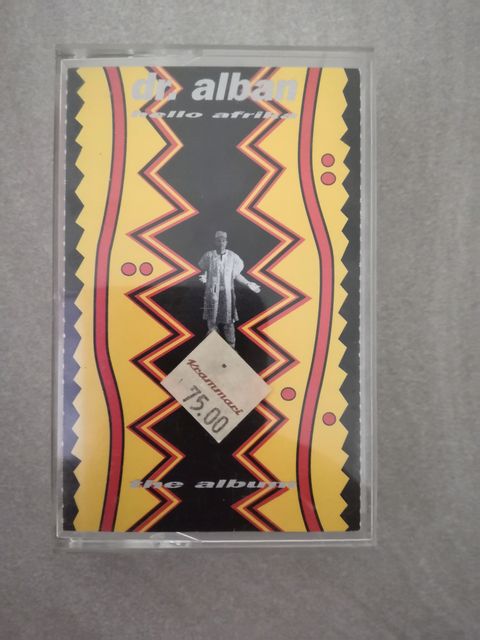 dr. alban
hello afrika
75.00
the album